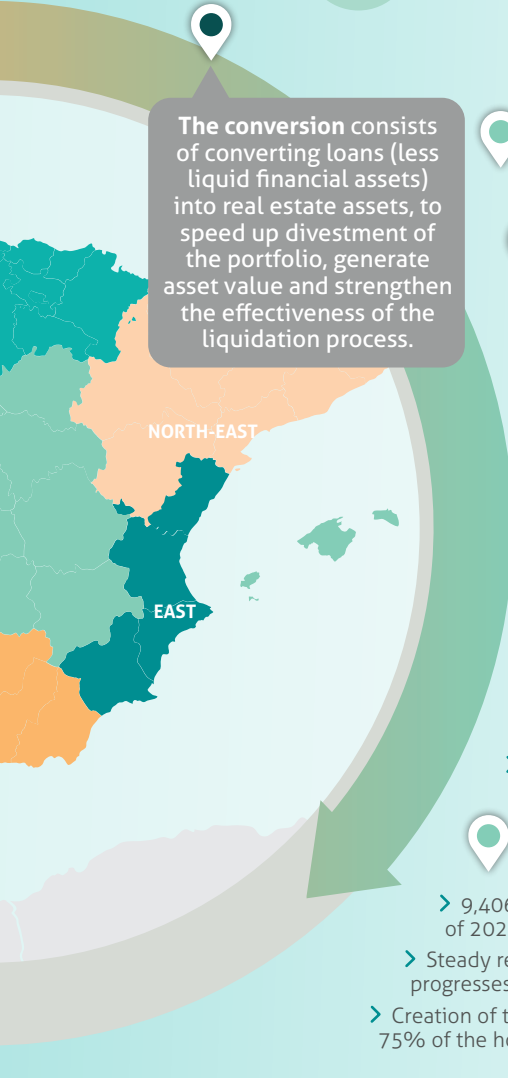 The conversion consists
of converting loans (less
liquid financial assets)
into real estate assets, to
speed up divestment of
the portfolio, generate
asset value and strengthen
the effectiveness of the
liquidation process.
NORTH-EAST
EAST
9,406
of 202
Steady re
progresses
Creation of t
75% of the h